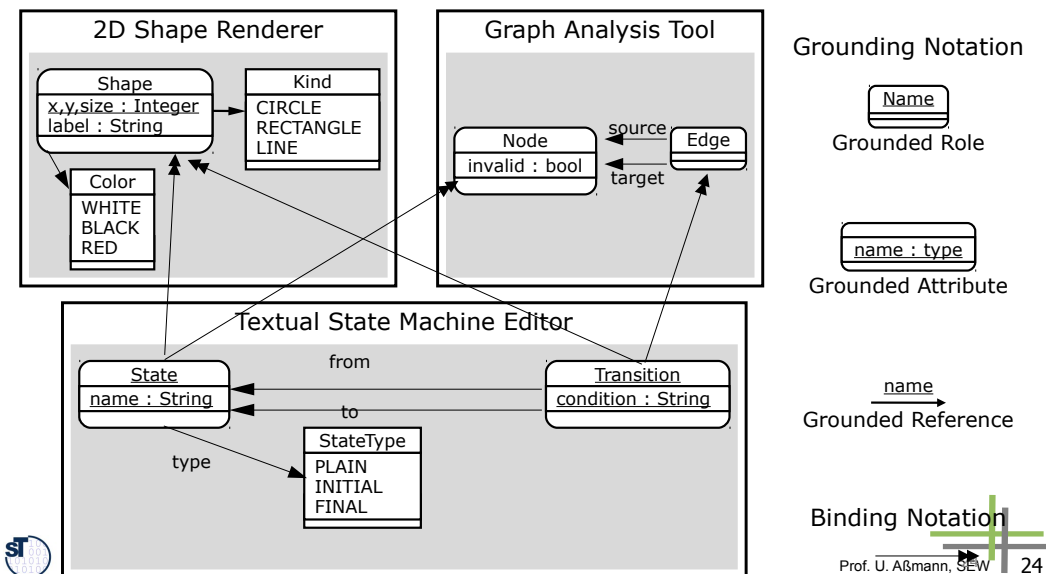 2D Shape Renderer
Shape
x,y,size : Integer
label : String
Kind
CIRCLE
RECTANGLE
LINE
Color
WHITE
BLACK
RED
Graph Analysis Tool
Node
invalid : bool
source
target
Edge
Textual State Machine Editor
State
name : String
from
to
type
Transition
condition : String
StateType
PLAIN
INITIAL
FINAL
Grounding Notation
Name
Grounded Role
name : type
Grounded Attribute
name
Grounded Reference
Binding Notation
Prof. U. Aßmann, SEW
24
ST